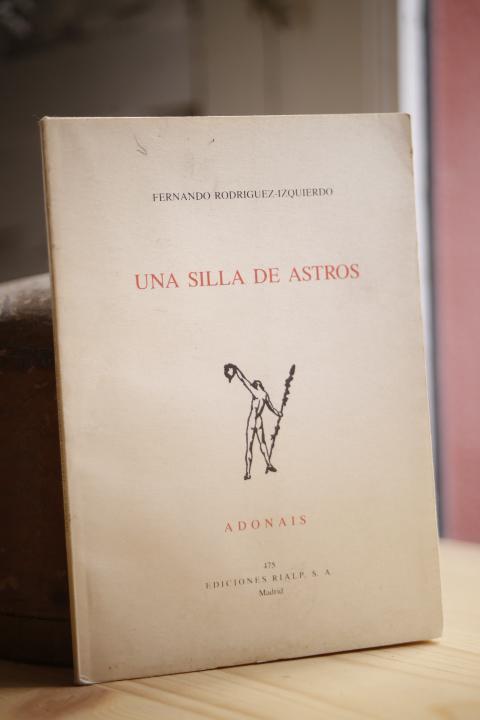 FERNANDO RODRIGUEZ-IZQUIERDO
UNA SILLA DE ASTROS
ADONAIS
475
EDICIONES RIALP, S. A.
Madrid